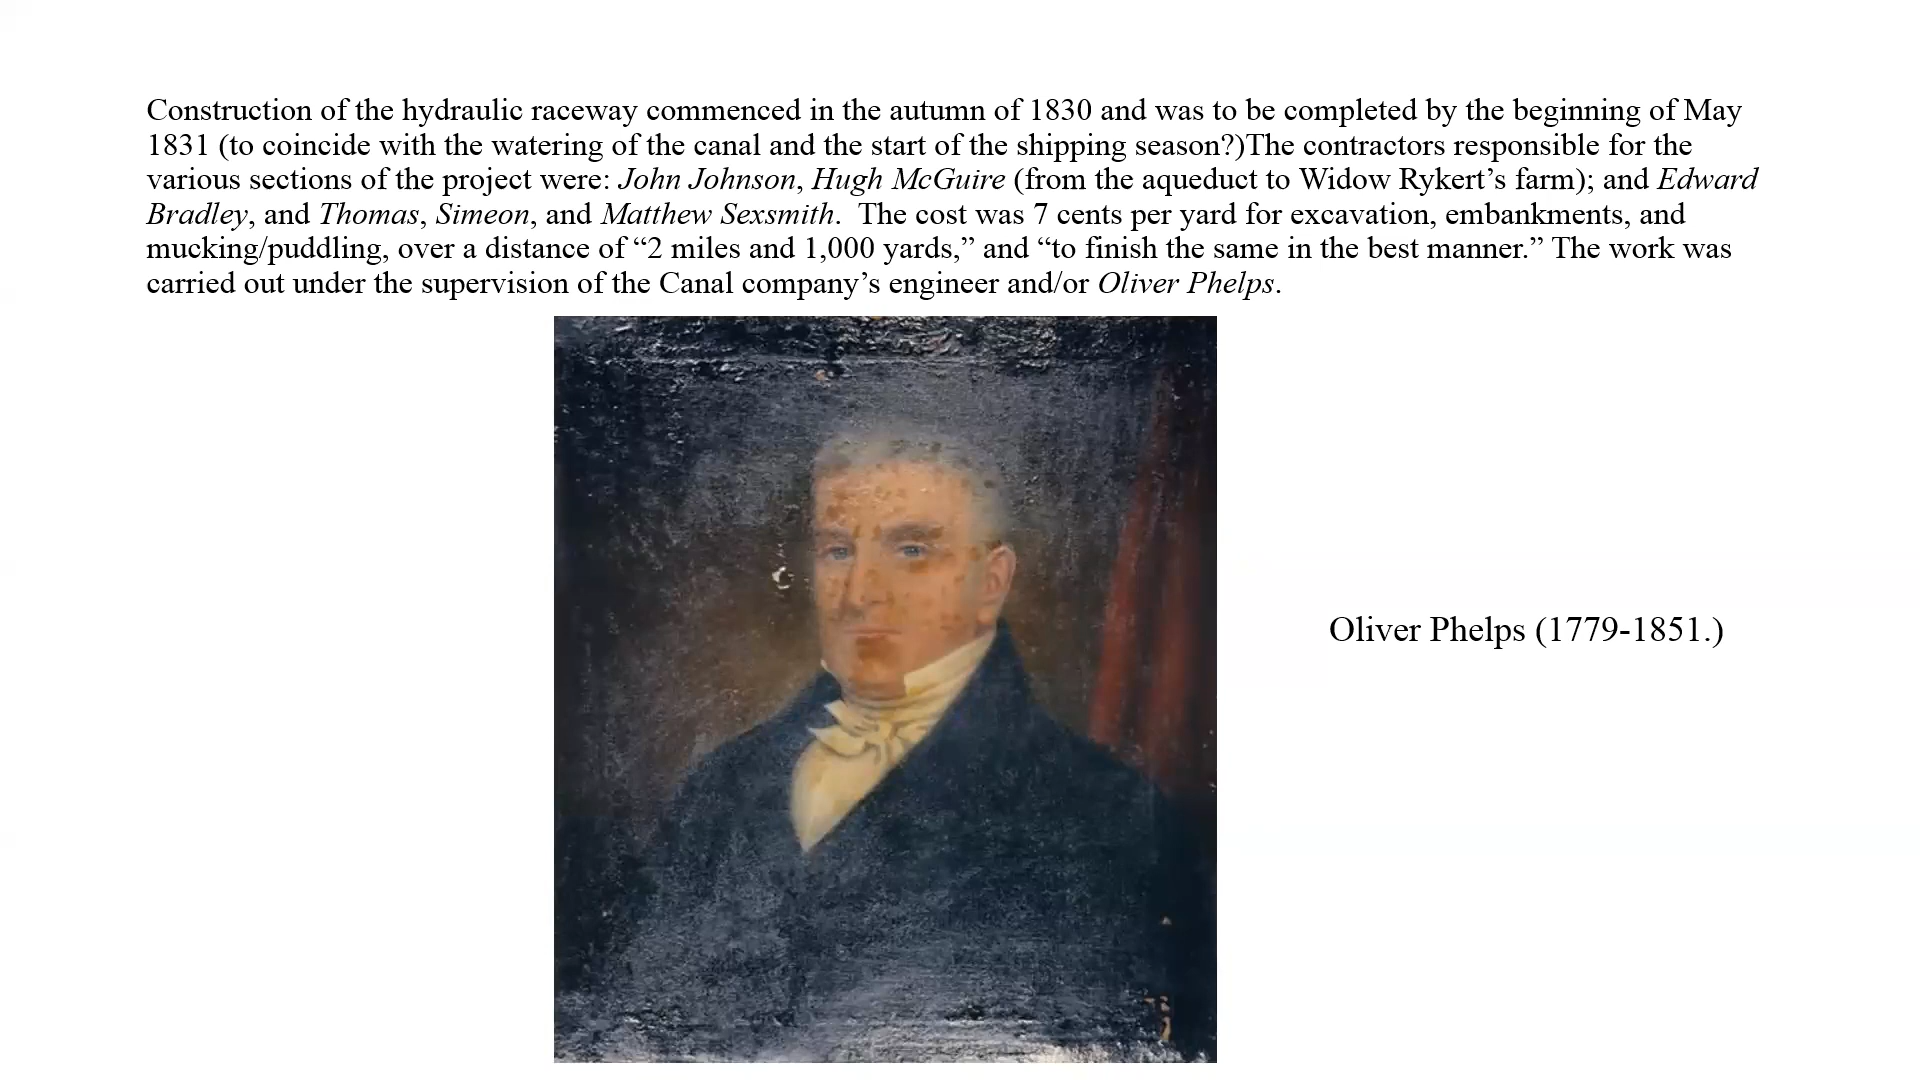 Construction of the hydraulic raceway commenced in the autumn of 1830 and was to be completed by the beginning of May
1831 (to coincide with the watering of the canal and the start of the shipping season?)The contractors responsible for the
various sections of the project were: John Johnson, Hugh McGuire (from the aqueduct to Widow Rykert’s farm); and Edward
Bradley, and Thomas, Simeon, and Matthew Sexsmith.  The cost was 7 cents per yard for excavation, embankments, and
mucking/puddling, over a distance of “2 miles and 1,000 yards,” and “to finish the same in the best manner.” The work was
carried out under the supervision of the Canal company’s engineer and/or Oliver Phelps.
Oliver Phelps (1779-1851.)